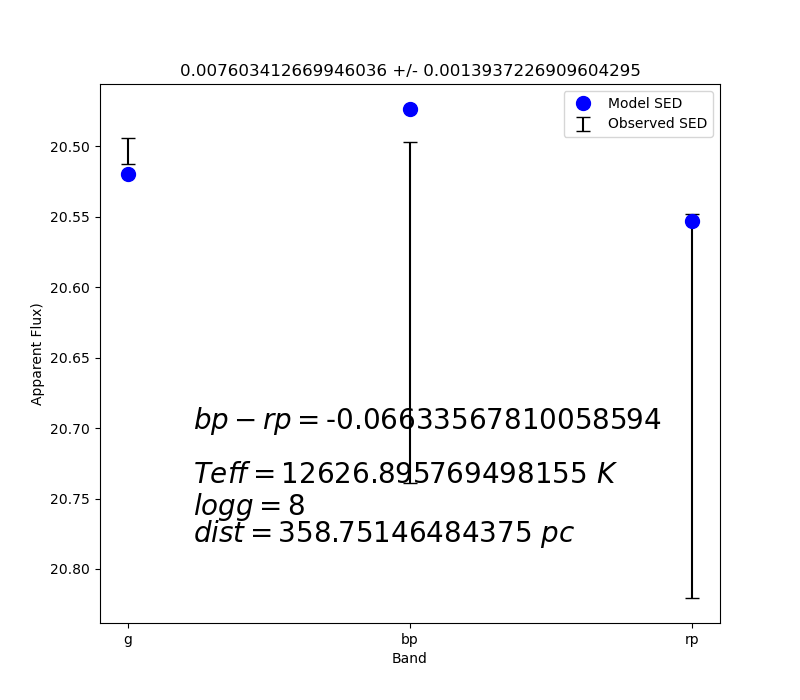 0.007603412669946036 +/- 0.0013937226909604295
Model SED
Observed SED
20.50
20.55
20.60
20.65
20.70
20.75
20.80
Apparent Flux)
bp − rp = -0.06633567810058594
Teff = 12626.895769498155 K
logg = 8
dist = 358.75146484375 pc
g
bp
rp
Band